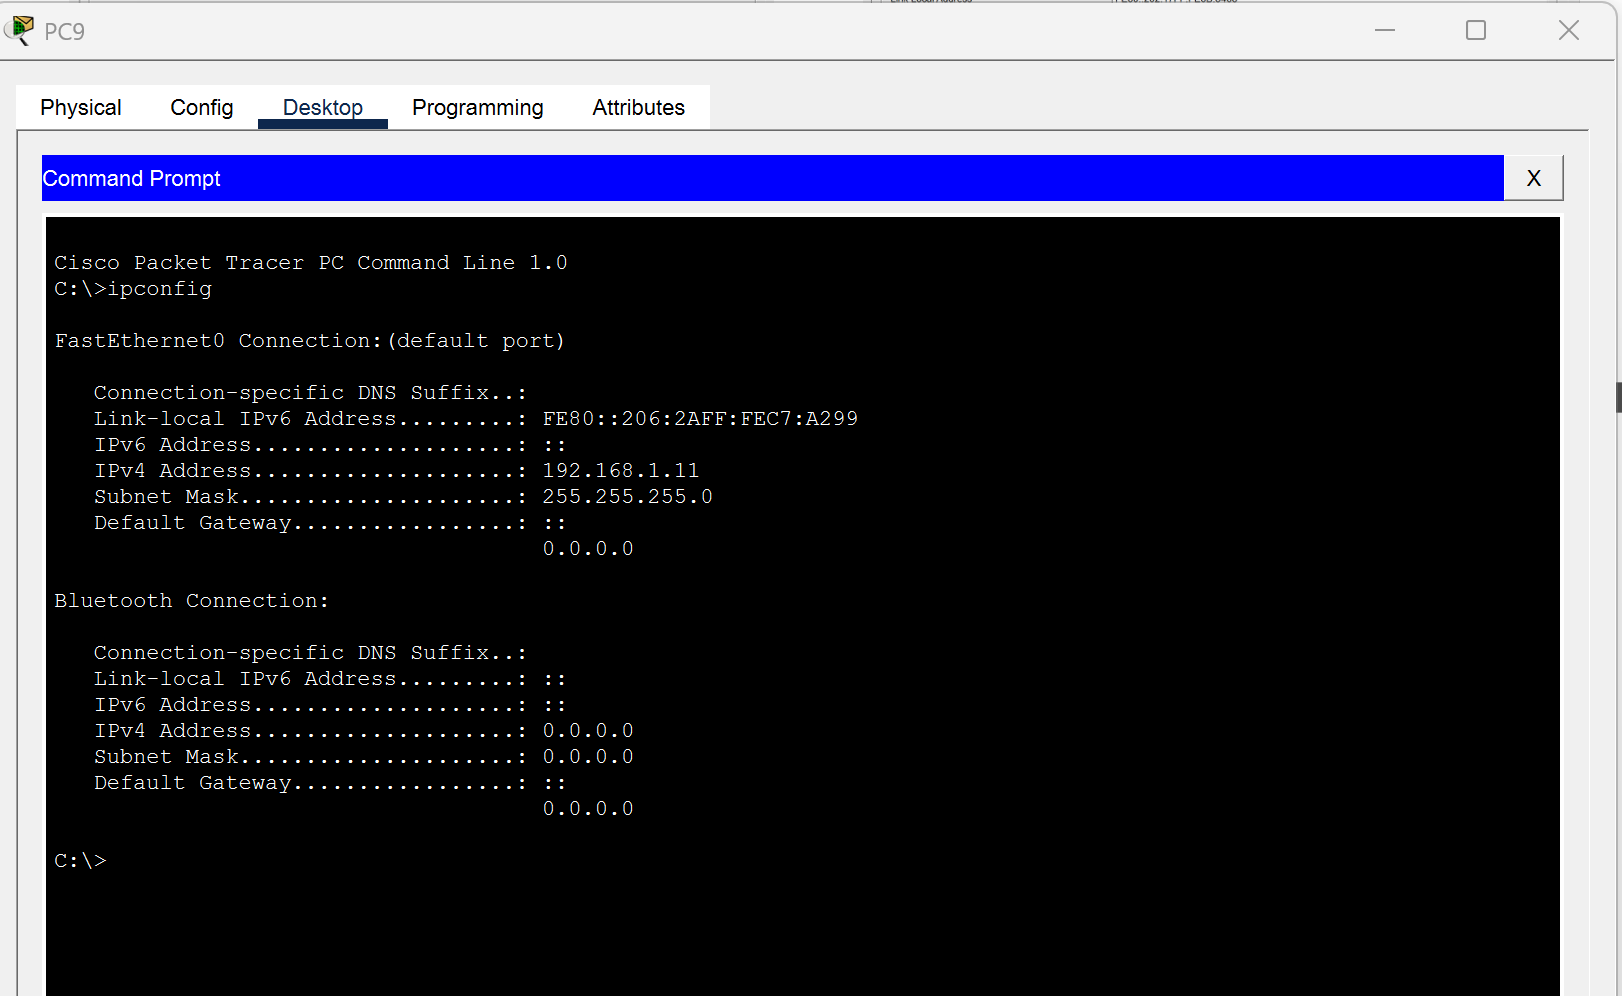 PC9
Physical Config Desktop Programming Attributes
Command Prompt
X
Cisco Packet Tracer PC Command Line 1.0
C:\>ipconfig
FastEthernet0 Connection:(default port)
Connection-specific DNS Suffix..:
Link-local IPv6 Address.........: FE80::206:2AFF:FEC7:A299
IPv6 Address....................: ::
IPv4 Address....................: 192.168.1.11
Subnet Mask.....................: 255.255.255.0
Default Gateway.................: ::
0.0.0.0
Bluetooth Connection:
Connection-specific DNS Suffix..:
Link-local IPv6 Address.........: ::
IPv6 Address....................: ::
IPv4 Address....................: 0.0.0.0
Subnet Mask.....................: 0.0.0.0
Default Gateway.................: ::
0.0.0.0
C:\>